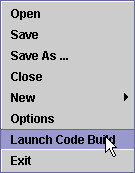 Open
Save
Save As ...
Close
New
Options
Launch Code Build
Exit